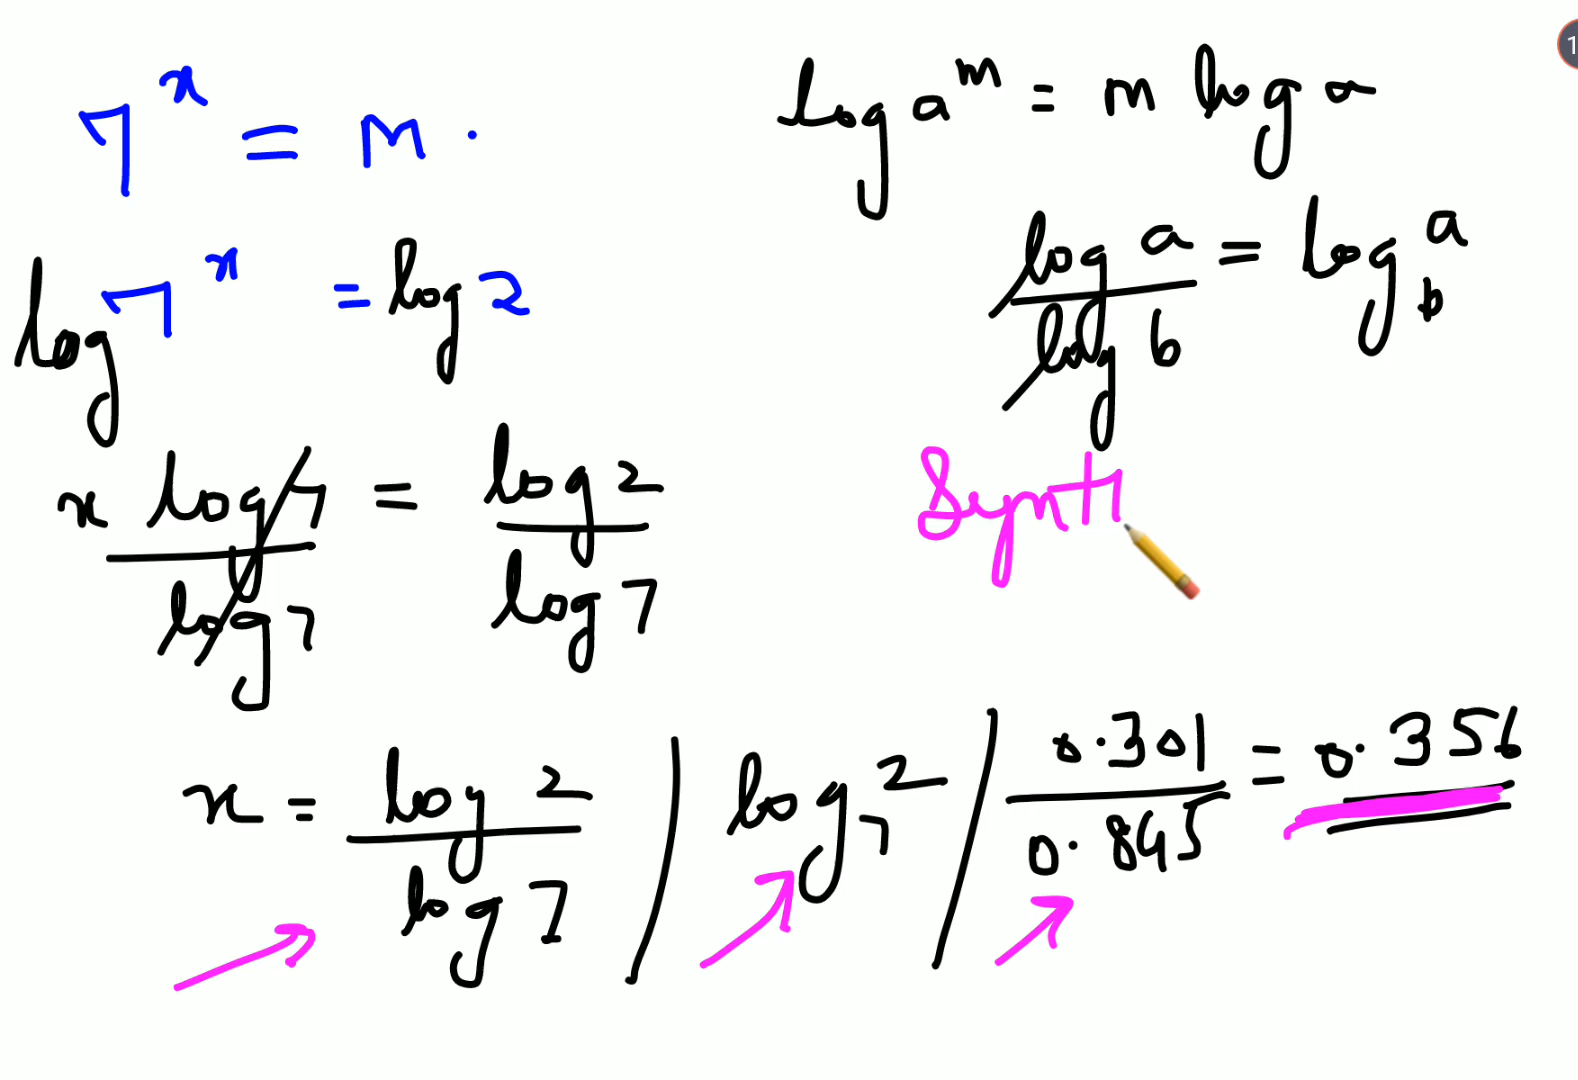 7^x = M .
log 7^x = log 2
x log 7 / log 7 = log 2 / log 7
x = log 2 / log 7 / log_7 2 / 0.301 / 0.845 = 0.356
log a^m = m log a
log a / log b = log_b a
Synth
1